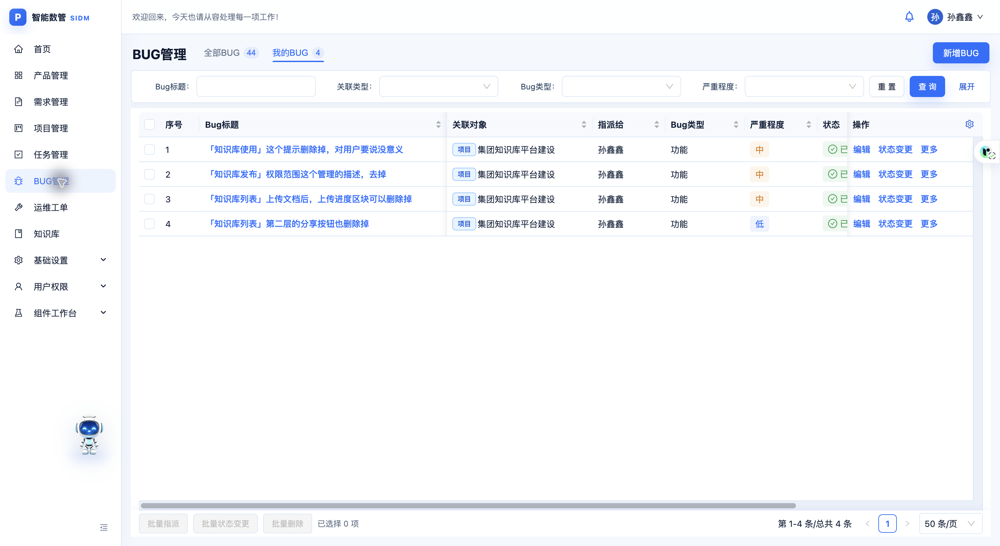 P 智能数管 SIDM
欢迎回来，今天也请从容处理每一项工作！
孙 孙鑫鑫
首页
产品管理
需求管理
项目管理
任务管理
BUG管理
运维工单
知识库
基础设置
用户权限
组件工作台
BUG管理 全部BUG 44 我的BUG 4 新增BUG
Bug标题： 关联类型： Bug类型： 严重程度： 重置 查询 展开
序号 Bug标题 关联对象 指派给 Bug类型 严重程度 状态 操作
1 「知识库使用」这个提示删除掉，对用户要说没意义 项目 集团知识库平台建设 孙鑫鑫 功能 中 已 编辑 状态变更 更多
2 「知识库发布」权限范围这个管理的描述，去掉 项目 集团知识库平台建设 孙鑫鑫 功能 中 已 编辑 状态变更 更多
3 「知识库列表」上传文档后，上传进度区块可以删除掉 项目 集团知识库平台建设 孙鑫鑫 功能 中 已 编辑 状态变更 更多
4 「知识库列表」第二层的分享按钮也删除掉 项目 集团知识库平台建设 孙鑫鑫 功能 低 已 编辑 状态变更 更多
批量指派 批量状态变更 批量删除 已选择 0 项 第 1-4 条/总共 4 条 1 50 条/页